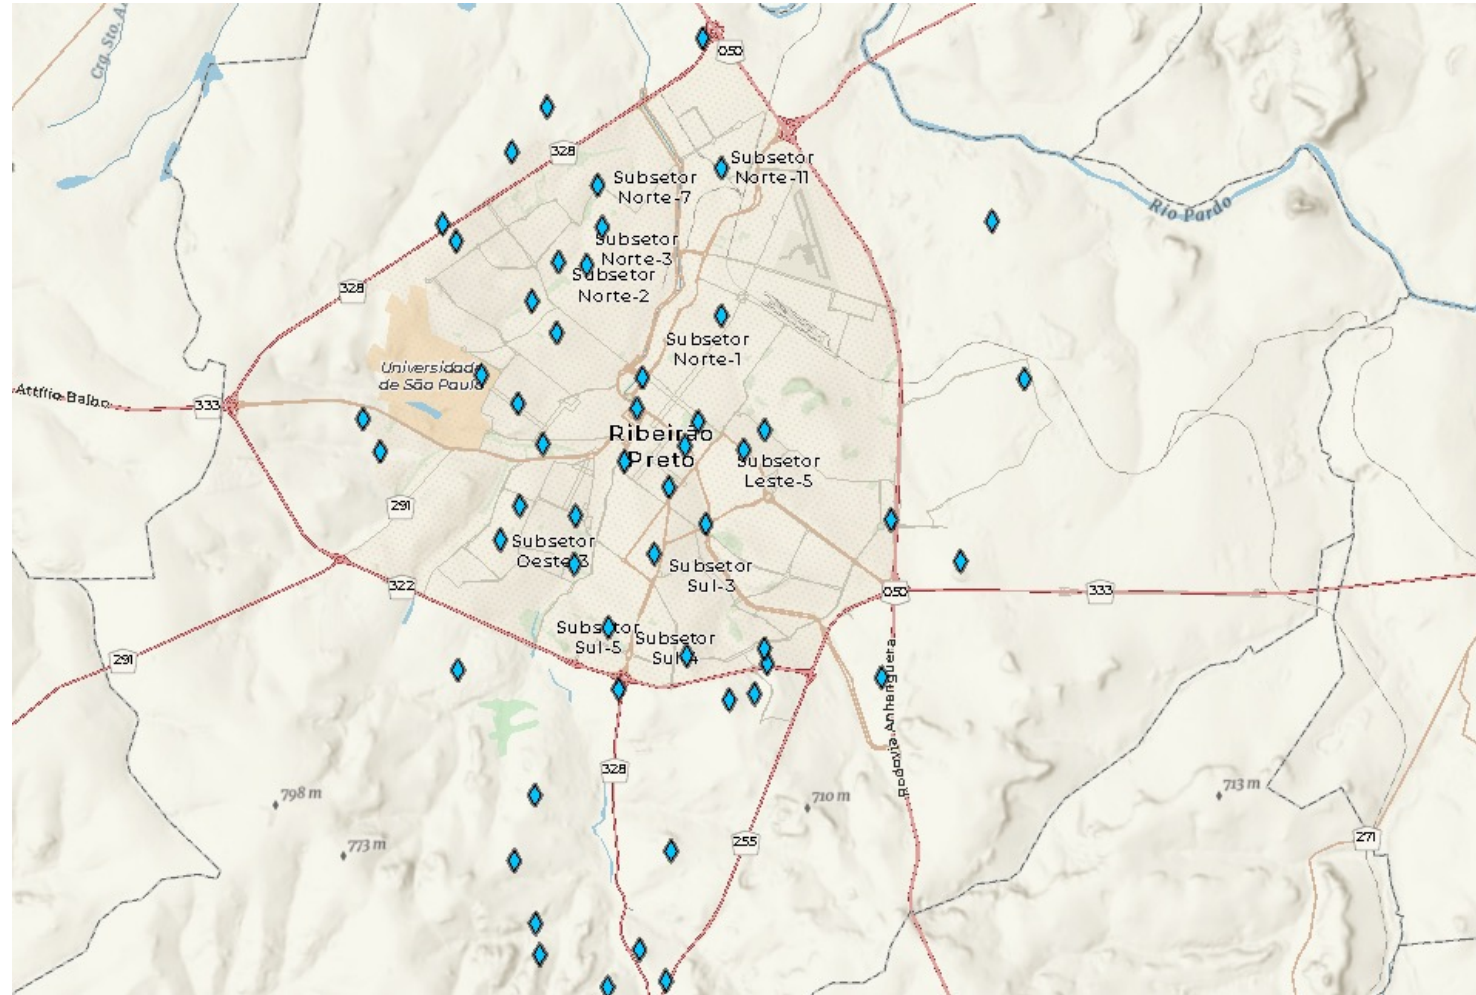 Crg. Sto. A
050
328
Subsetor
Norte-11
Subsetor
Norte-7
Rio Pardo
Subsetor
Norte-3
Subsetor
Norte-2
328
Subsetor
Norte-1
Universidade
de São Paulo
Attílio Balbo
333
Ribeirão
Preto
Subsetor
Leste-5
291
Subsetor
Oeste-3
Subsetor
Sul-3
322
050
333
Subsetor
Sul-5
Subsetor
Sul-4
291
Rodovia Anhanguera
328
798 m
710 m
713 m
773 m
255
271